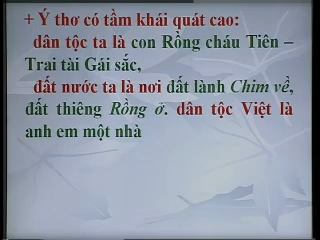 + Ý thơ có tầm khái quát cao:
dân tộc ta là con Rồng cháu Tiên –
Trai tài Gái sắc,
đất nước ta là nơi đất lành Chim về,
đất thiêng Rồng ở. dân tộc Việt là
anh em một nhà